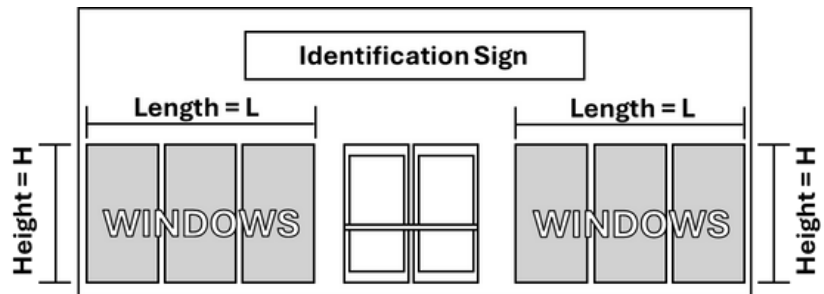 Identification Sign
Length = L
Length = L
Height = H
WINDOWS
WINDOWS
Height = H